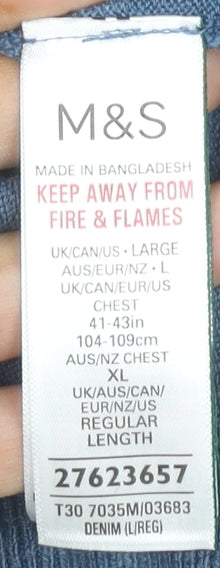 M&S
MADE IN BANGLADESH
KEEP AWAY FROM
FIRE & FLAMES
UK/CAN/US • LARGE
AUS/EUR/NZ • L
UK/CAN/EUR/US
CHEST
41-43in
104-109cm
AUS/NZ CHEST
XL
UK/AUS/CAN/
EUR/NZ/US
REGULAR
LENGTH
27623657
T30 7035M/03683
DENIM (L/REG)